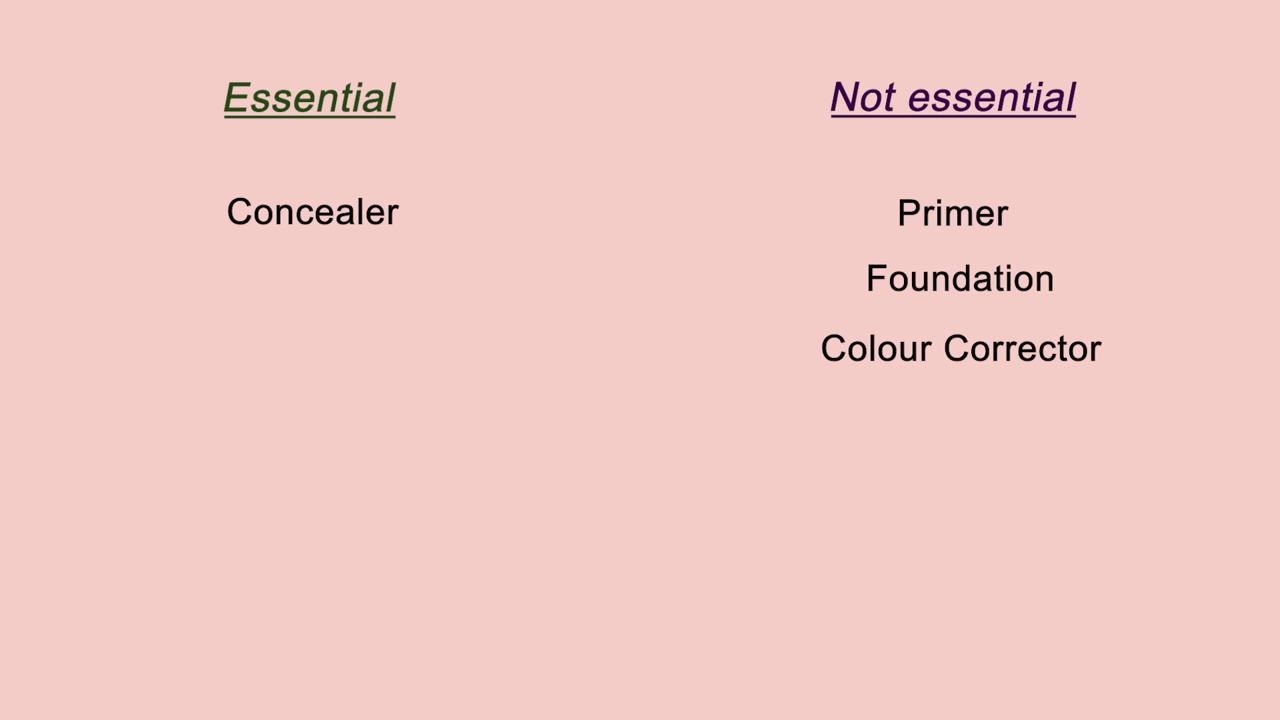 Essential
Not essential
Concealer
Primer
Foundation
Colour Corrector